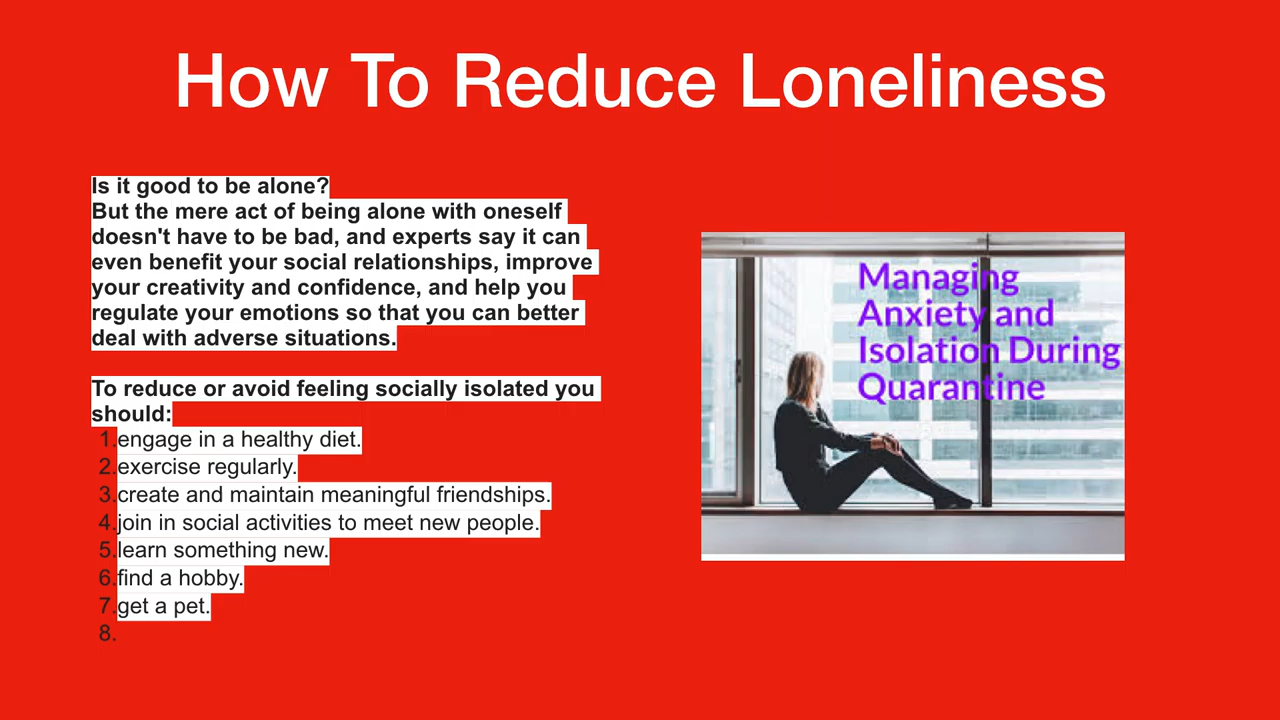 How To Reduce Loneliness
Is it good to be alone?
But the mere act of being alone with oneself
doesn't have to be bad, and experts say it can
even benefit your social relationships, improve
your creativity and confidence, and help you
regulate your emotions so that you can better
deal with adverse situations.
To reduce or avoid feeling socially isolated you
should:
1.engage in a healthy diet.
2.exercise regularly.
3.create and maintain meaningful friendships.
4.join in social activities to meet new people.
5.learn something new.
6.find a hobby.
7.get a pet.
8.
Managing
Anxiety and
Isolation During
Quarantine